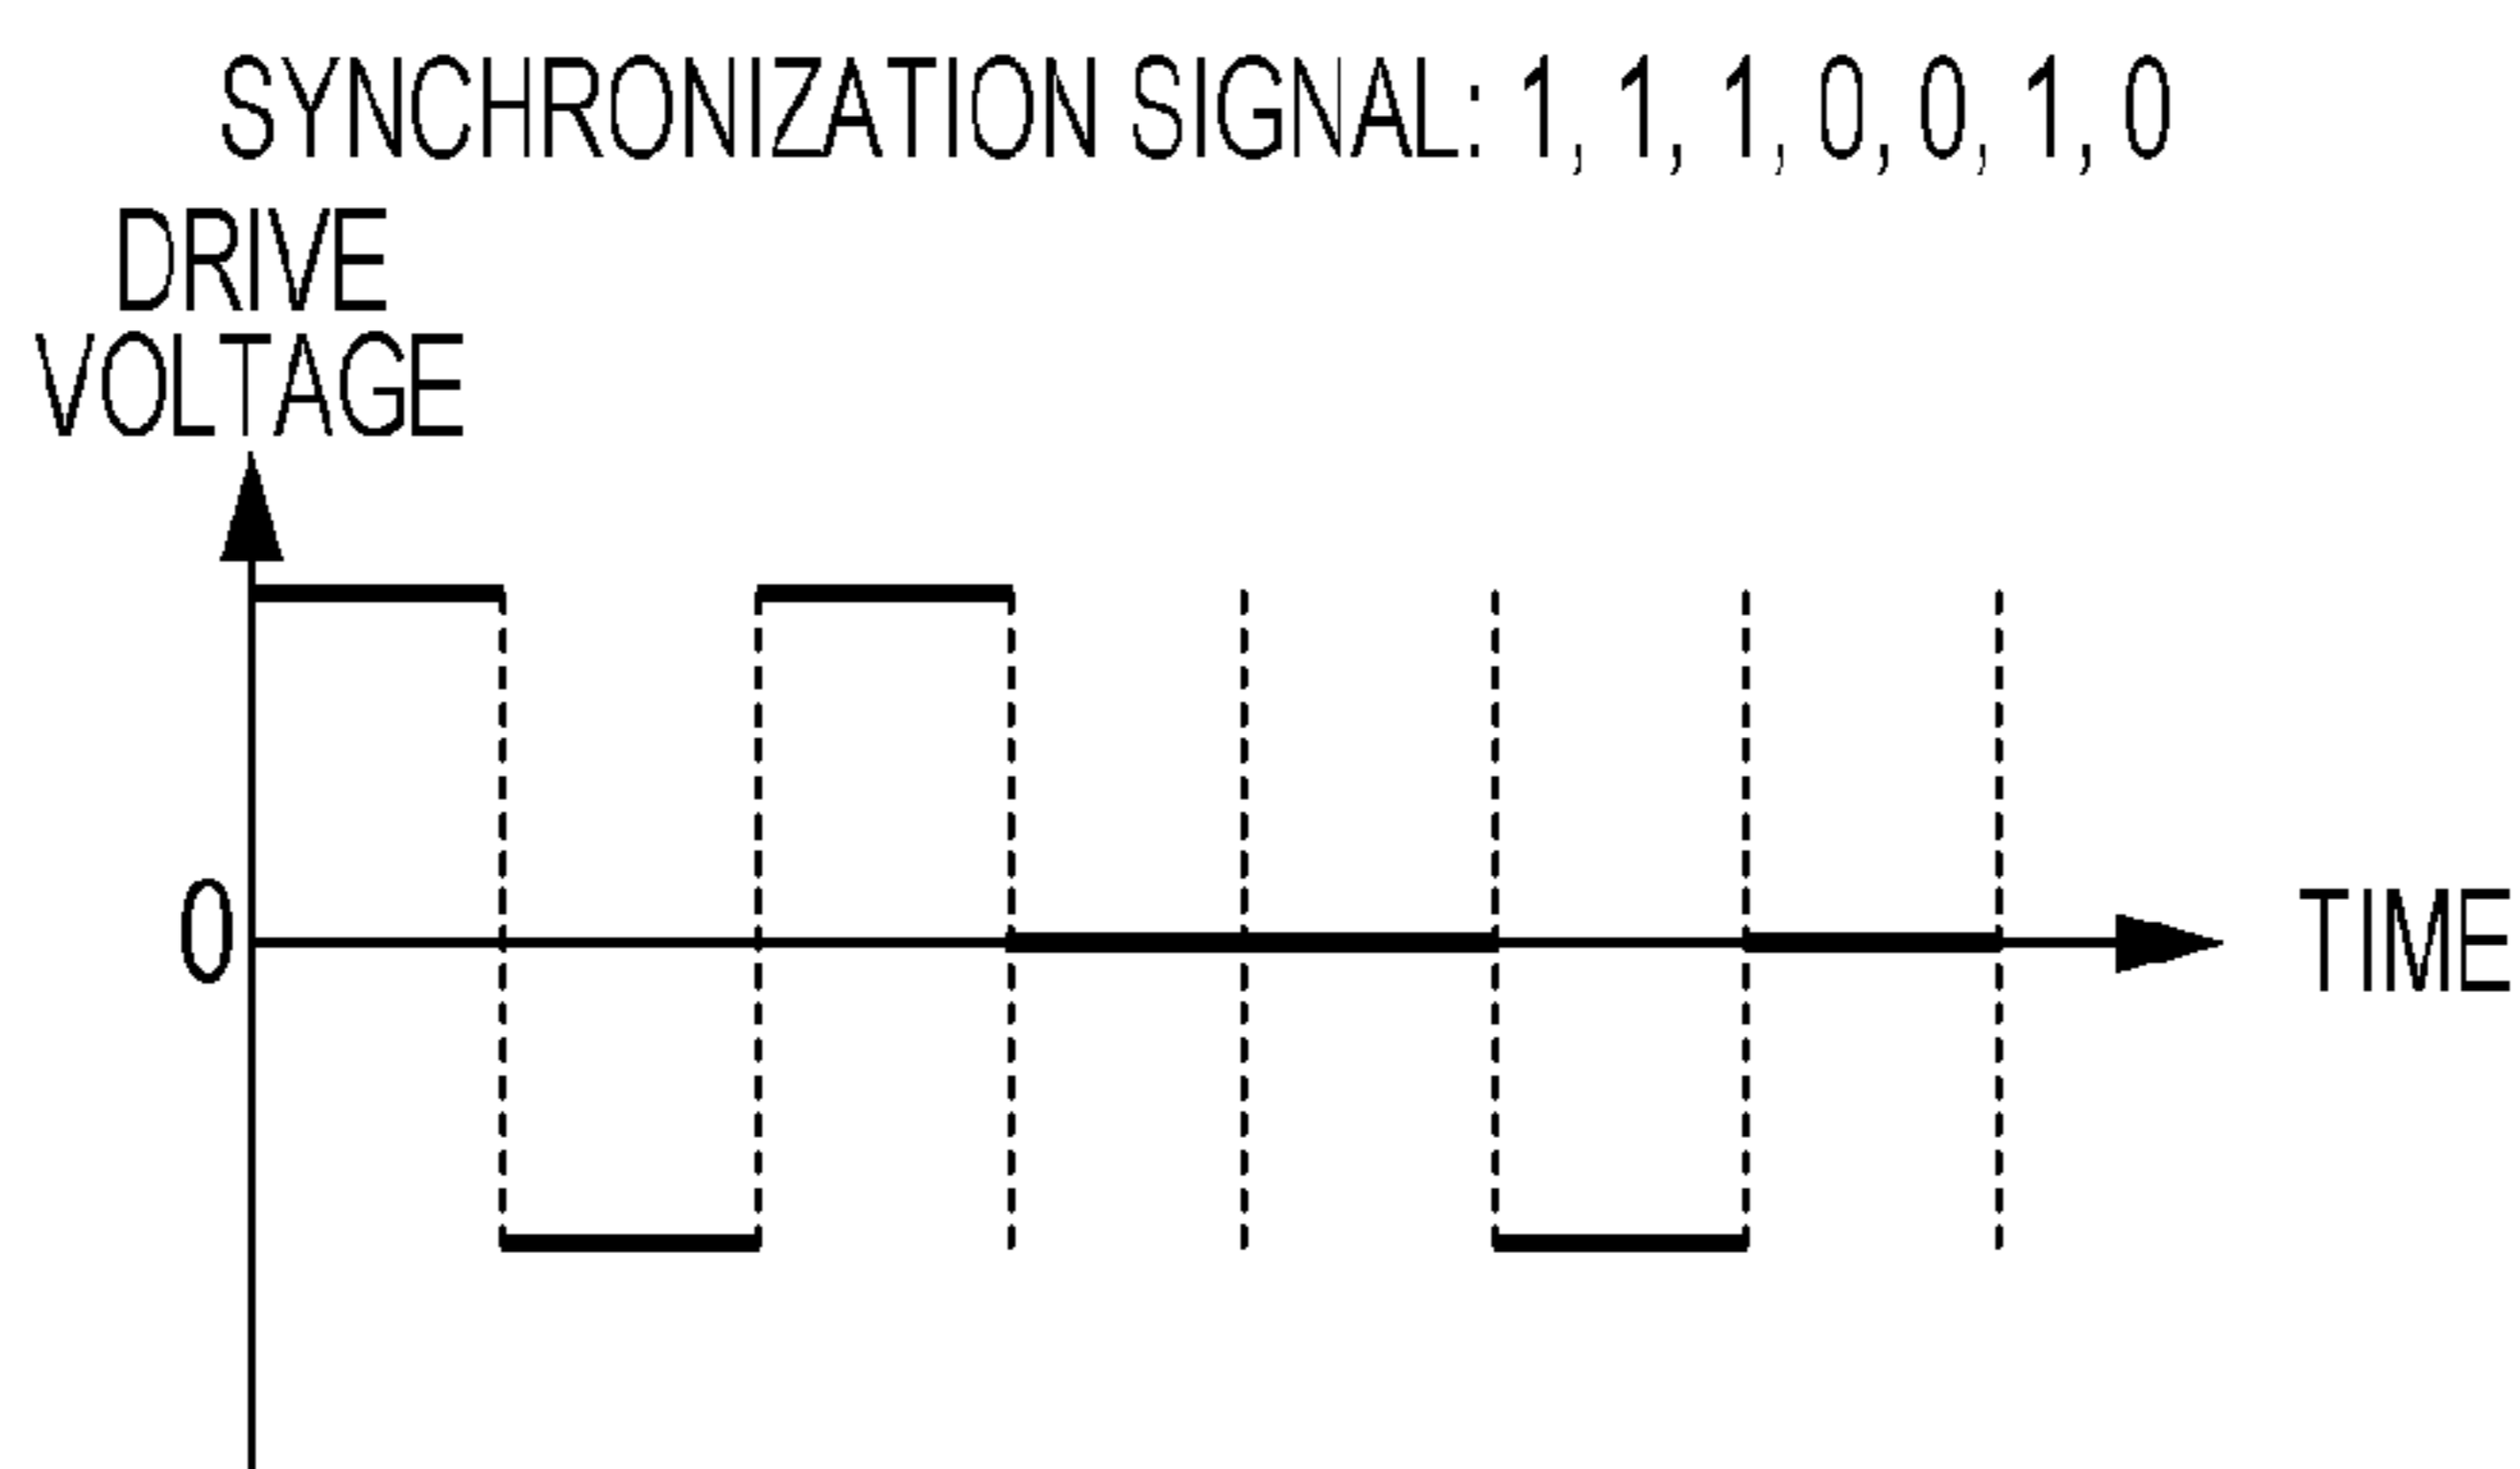 SYNCHRONIZATION SIGNAL: 1, 1, 1, 0, 0, 1, 0
DRIVE
VOLTAGE
0
TIME